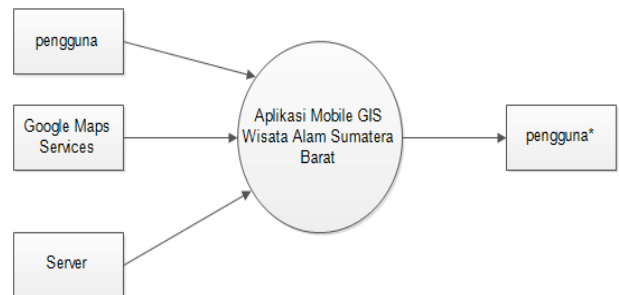 pengguna
Google Maps
Services
Server
Aplikasi Mobile GIS
Wisata Alam Sumatera
Barat
pengguna*